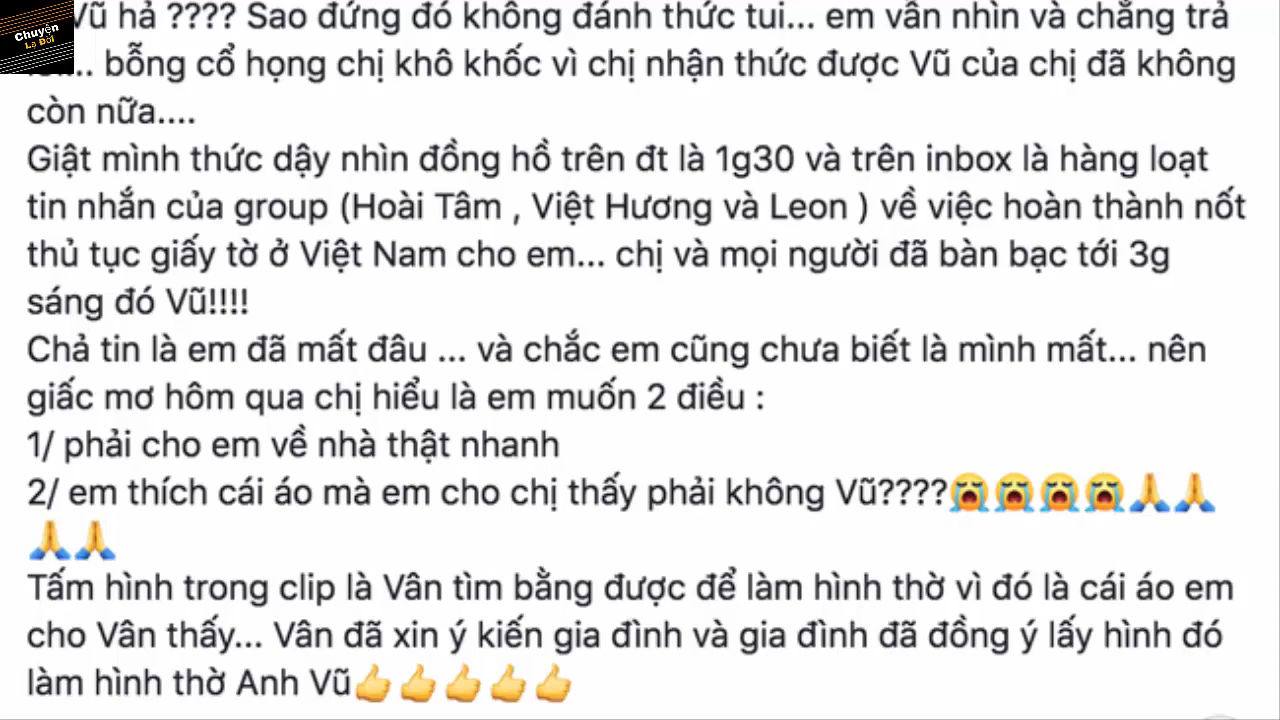 Chuyện
Lạ Đời
Vũ hả ???? Sao đứng đó không đánh thức tui... em vẫn nhìn và chẳng trả
... bỗng cổ họng chị khô khốc vì chị nhận thức được Vũ của chị đã không
còn nữa....
Giật mình thức dậy nhìn đồng hồ trên đt là 1g30 và trên inbox là hàng loạt
tin nhắn của group (Hoài Tâm , Việt Hương và Leon ) về việc hoàn thành nốt
thủ tục giấy tờ ở Việt Nam cho em... chị và mọi người đã bàn bạc tới 3g
sáng đó Vũ!!!!
Chả tin là em đã mất đâu ... và chắc em cũng chưa biết là mình mất... nên
giấc mơ hôm qua chị hiểu là em muốn 2 điều :
1/ phải cho em về nhà thật nhanh
2/ em thích cái áo mà em cho chị thấy phải không Vũ????😭😭😭😭🙏🙏
🙏🙏
Tấm hình trong clip là Vân tìm bằng được để làm hình thờ vì đó là cái áo em
cho Vân thấy... Vân đã xin ý kiến gia đình và gia đình đã đồng ý lấy hình đó
làm hình thờ Anh Vũ👍👍👍👍👍